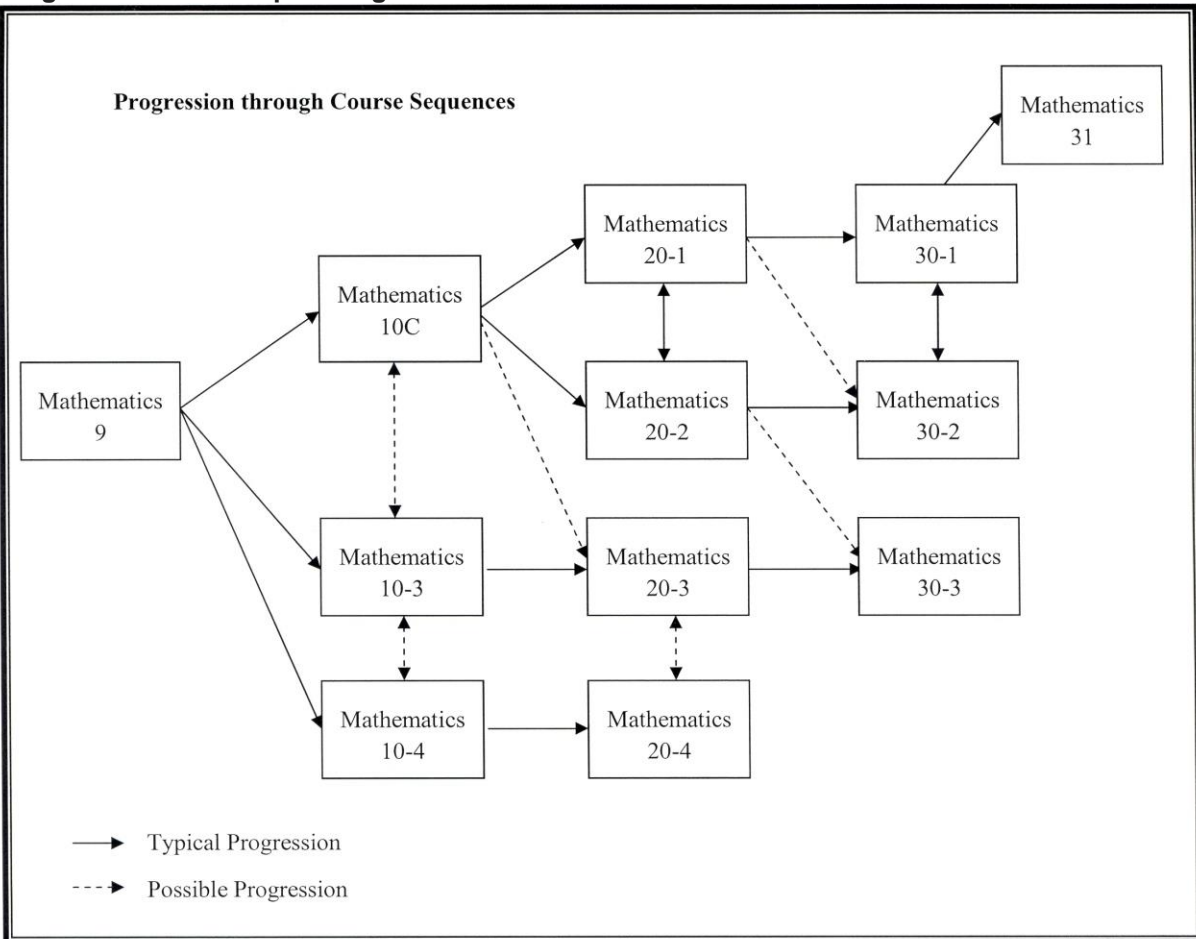 Progression through Course Sequences
Mathematics
31
Mathematics
20-1
Mathematics
30-1
Mathematics
10C
Mathematics
9
Mathematics
20-2
Mathematics
30-2
Mathematics
10-3
Mathematics
20-3
Mathematics
30-3
Mathematics
10-4
Mathematics
20-4
Typical Progression
Possible Progression